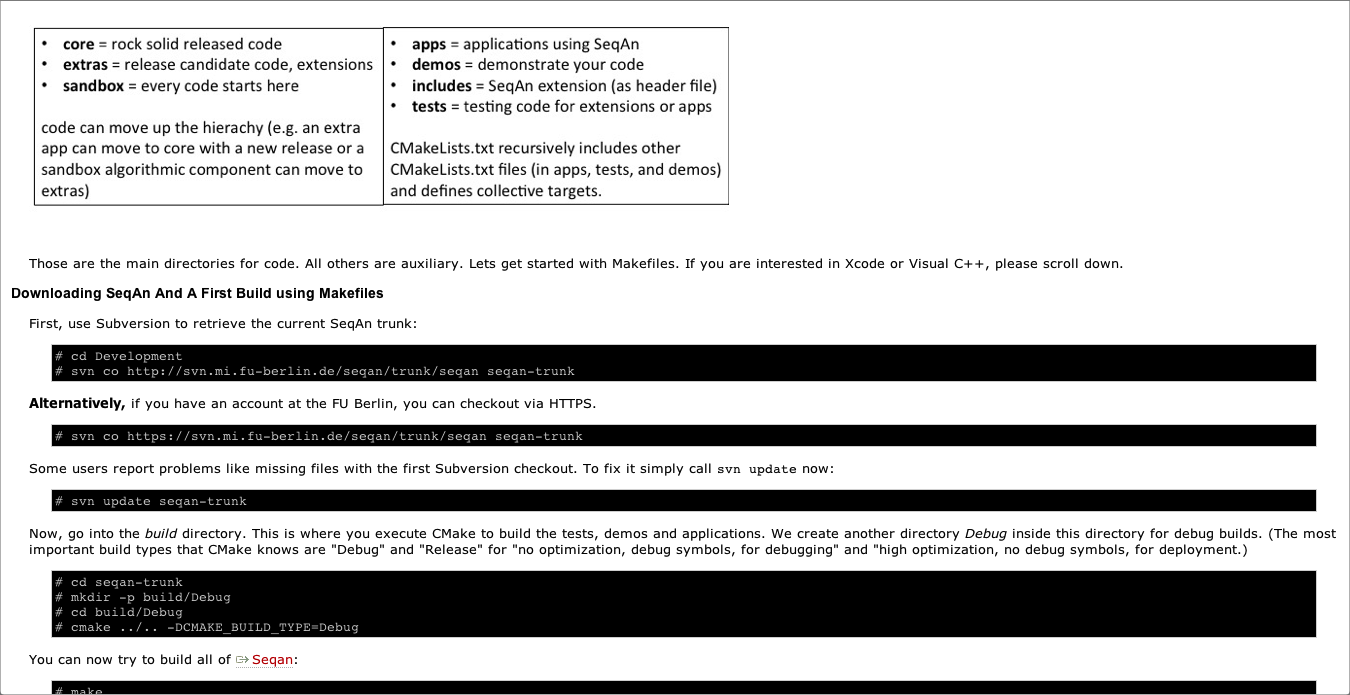 • core = rock solid released code
• extras = release candidate code, extensions
• sandbox = every code starts here
code can move up the hierachy (e.g. an extra
app can move to core with a new release or a
sandbox algorithmic component can move to
extras)
• apps = applications using SeqAn
• demos = demonstrate your code
• includes = SeqAn extension (as header file)
• tests = testing code for extensions or apps
CMakeLists.txt recursively includes other
CMakeLists.txt files (in apps, tests, and demos)
and defines collective targets.
Those are the main directories for code. All others are auxiliary. Lets get started with Makefiles. If you are interested in Xcode or Visual C++, please scroll down.
Downloading SeqAn And A First Build using Makefiles
First, use Subversion to retrieve the current SeqAn trunk:
# cd Development
# svn co http://svn.mi.fu-berlin.de/seqan/trunk/seqan seqan-trunk
Alternatively, if you have an account at the FU Berlin, you can checkout via HTTPS.
# svn co https://svn.mi.fu-berlin.de/seqan/trunk/seqan seqan-trunk
Some users report problems like missing files with the first Subversion checkout. To fix it simply call svn update now:
# svn update seqan-trunk
Now, go into the build directory. This is where you execute CMake to build the tests, demos and applications. We create another directory Debug inside this directory for debug builds. (The most
important build types that CMake knows are "Debug" and "Release" for "no optimization, debug symbols, for debugging" and "high optimization, no debug symbols, for deployment.)
# cd seqan-trunk
# mkdir -p build/Debug
# cd build/Debug
# cmake ../.. -DCMAKE_BUILD_TYPE=Debug
You can now try to build all of Seqan:
# make